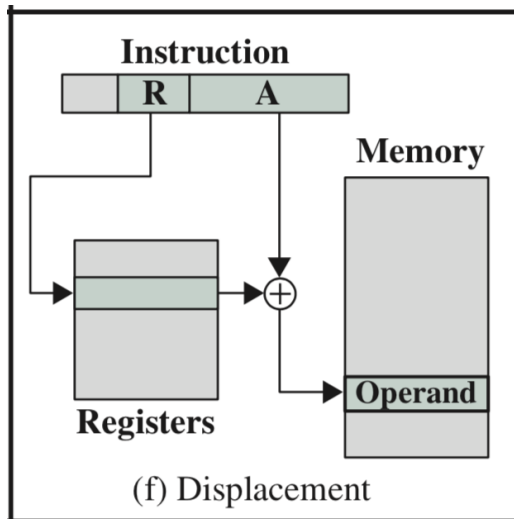 Instruction
R A
Memory
+
Operand
Registers
(f) Displacement